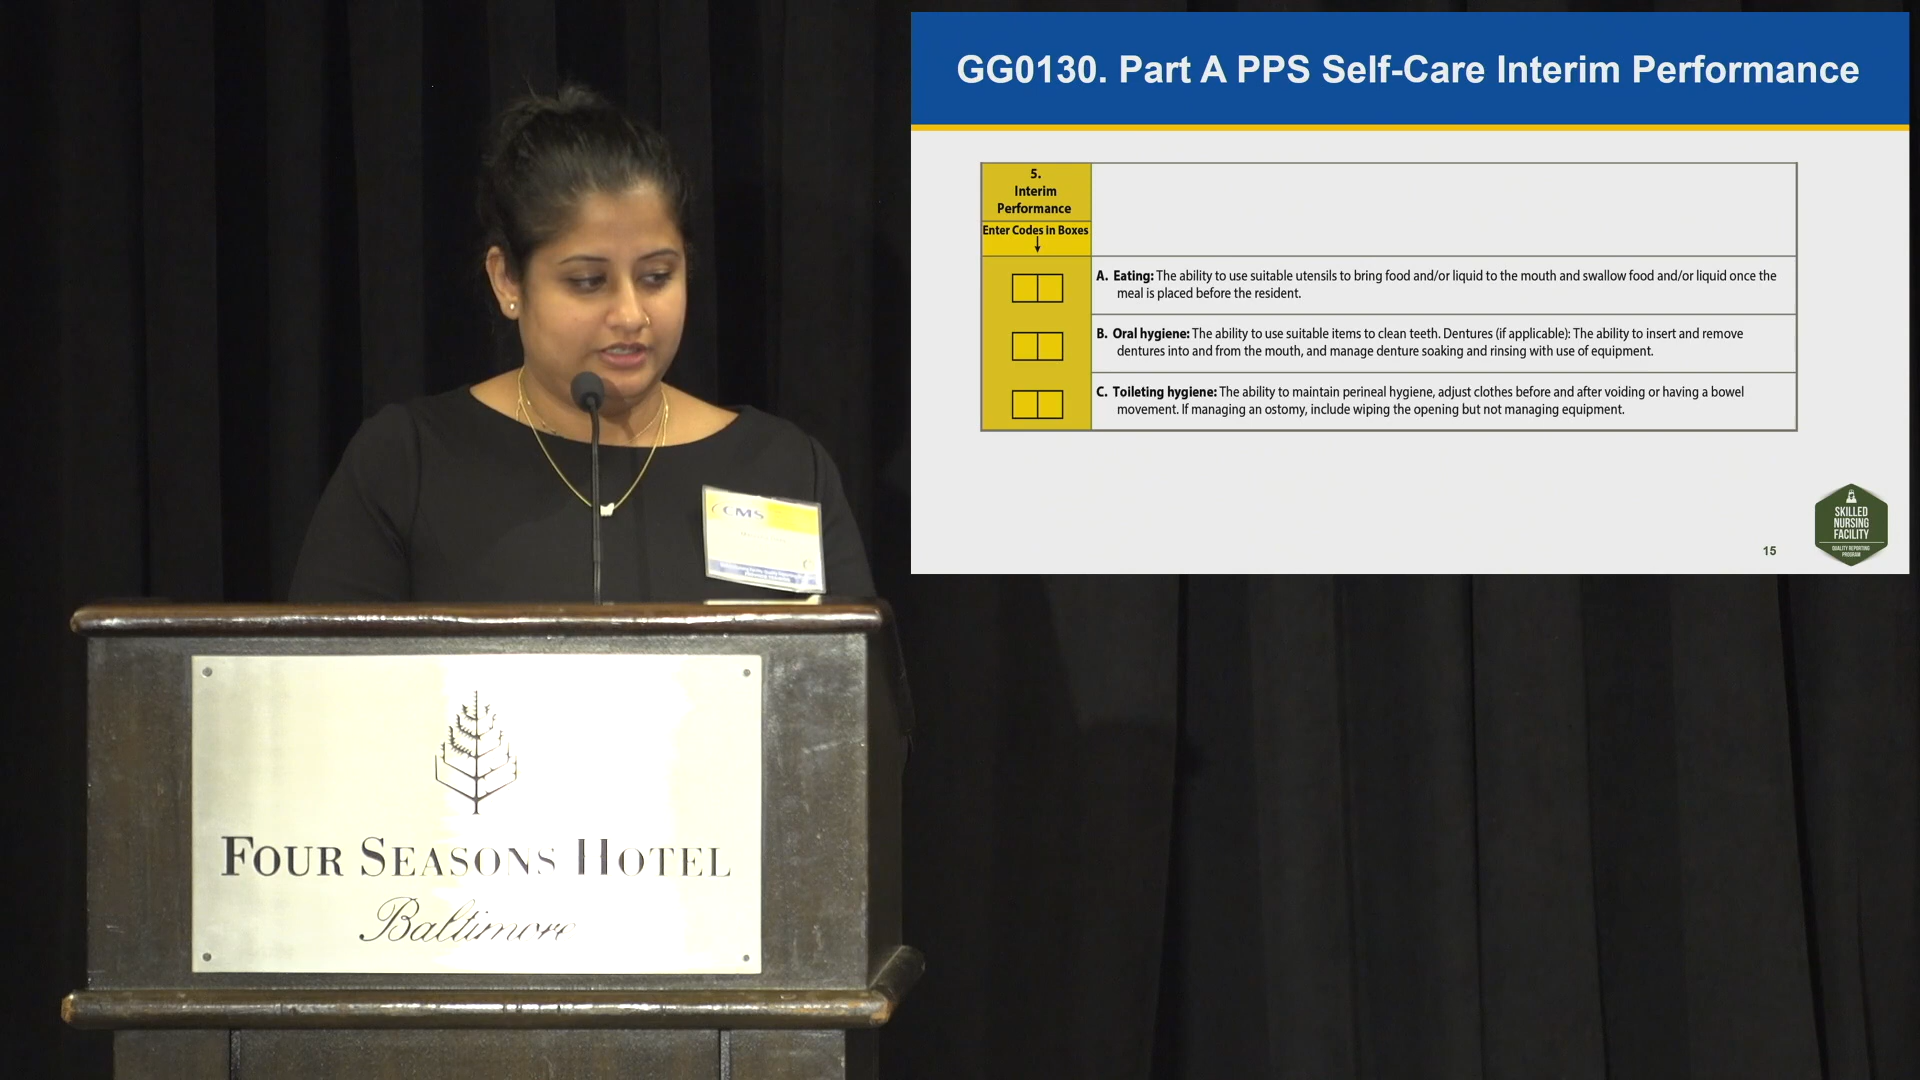 GG0130. Part A PPS Self-Care Interim Performance
5.
Interim
Performance
Enter Codes in Boxes
A. Eating: The ability to use suitable utensils to bring food and/or liquid to the mouth and swallow food and/or liquid once the
meal is placed before the resident.
B. Oral hygiene: The ability to use suitable items to clean teeth. Dentures (if applicable): The ability to insert and remove
dentures into and from the mouth, and manage denture soaking and rinsing with use of equipment.
C. Toileting hygiene: The ability to maintain perineal hygiene, adjust clothes before and after voiding or having a bowel
movement. If managing an ostomy, include wiping the opening but not managing equipment.
15
SKILLED
NURSING
FACILITY
QUALITY REPORTING
PROGRAM
CMS
FOUR SEASONS HOTEL
Baltimore